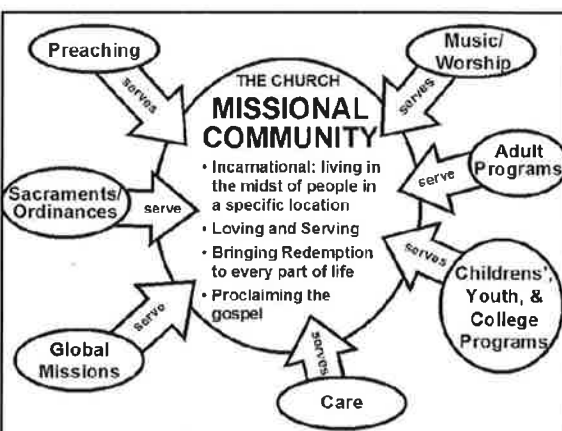 Preaching
serves
Music/
Worship
serves
THE CHURCH
MISSIONAL
COMMUNITY
• Incarnational: living in
the midst of people in
a specific location
• Loving and Serving
• Bringing Redemption
to every part of life
• Proclaiming the
gospel
Adult
Programs
serve
Sacraments/
Ordinances
serve
Childrens',
Youth, &
College
Programs
serves
Global
Missions
serve
Care
serves